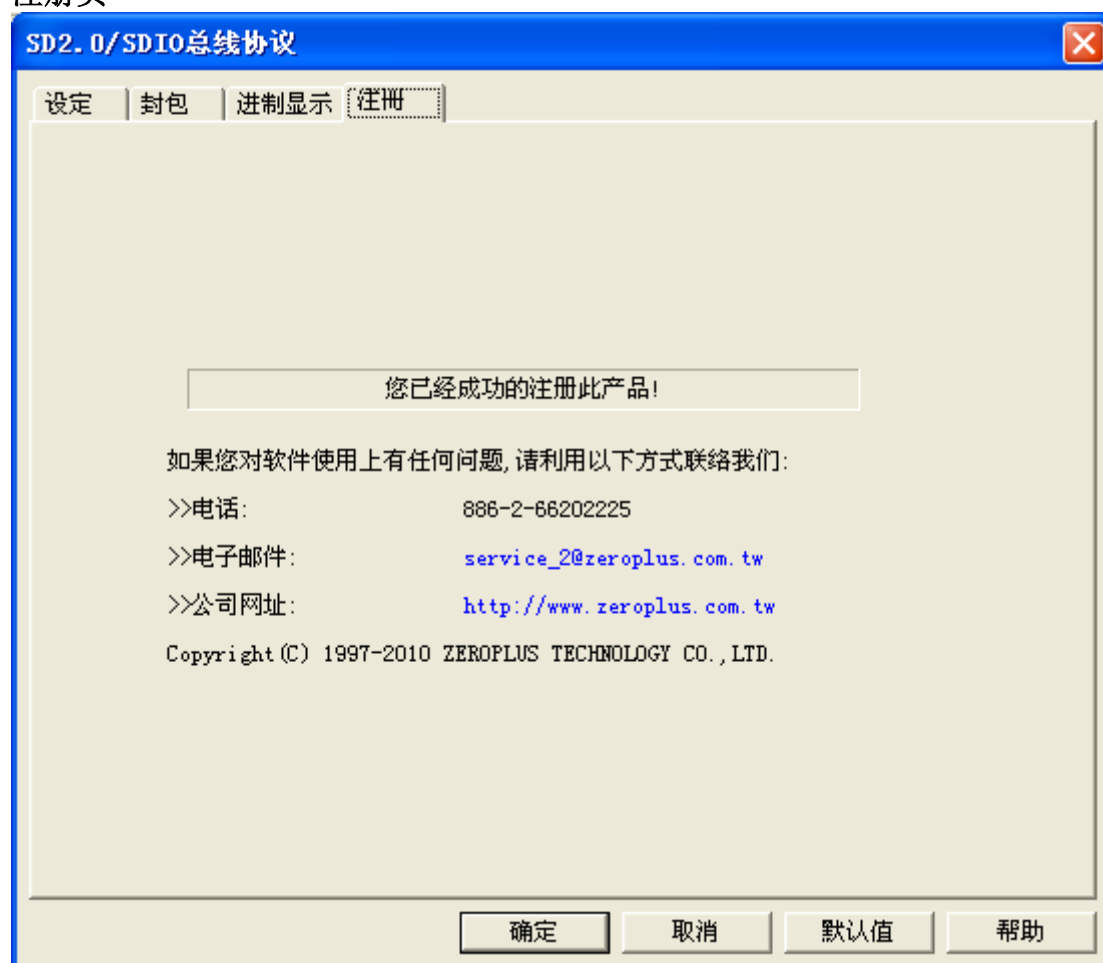 注册页
SD2.0/SDIO总线协议
设定 封包 进制显示 注册
您已经成功的注册此产品!
如果您对软件使用上有任何问题,请利用以下方式联络我们:
>>电话: 886-2-66202225
>>电子邮件: service_2@zeroplus.com.tw
>>公司网址: http://www.zeroplus.com.tw
Copyright(C) 1997-2010 ZEROPLUS TECHNOLOGY CO.,LTD.
确定 取消 默认值 帮助